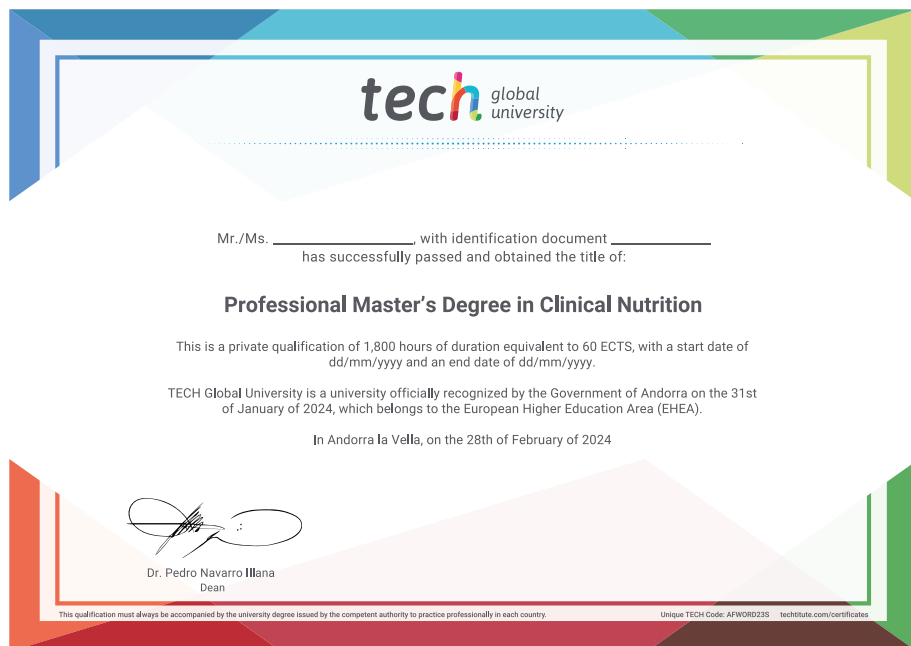 tech global university
Mr./Ms. ____________________, with identification document ______________
has successfully passed and obtained the title of:
Professional Master’s Degree in Clinical Nutrition
This is a private qualification of 1,800 hours of duration equivalent to 60 ECTS, with a start date of
dd/mm/yyyy and an end date of dd/mm/yyyy.
TECH Global University is a university officially recognized by the Government of Andorra on the 31st
of January of 2024, which belongs to the European Higher Education Area (EHEA).
In Andorra la Vella, on the 28th of February of 2024
Dr. Pedro Navarro Illana
Dean
This qualification must always be accompanied by the university degree issued by the competent authority to practice professionally in each country.
Unique TECH Code: AFWORD23S techtitute.com/certificates